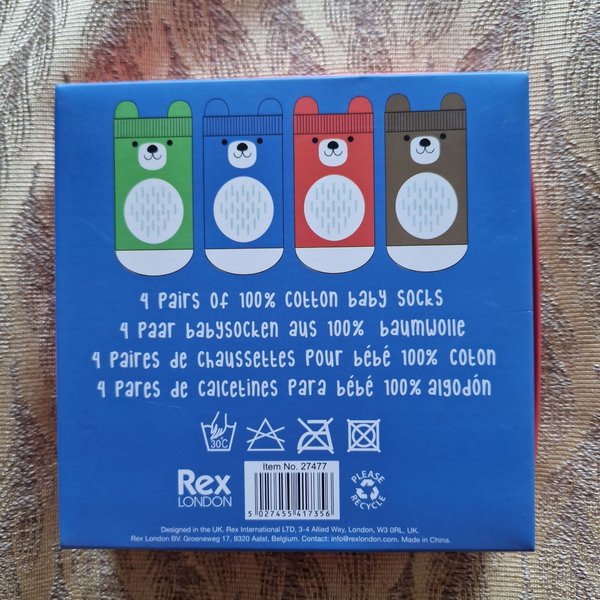 4 Pairs of 100% cotton baby socks
4 Paar babysocken aus 100% baumwolle
4 Paires de chaussettes pour bébé 100% coton
4 Pares de calcetines para bébé 100% algodón
30°C
Item No. 27477
Rex
LONDON
5 027455 417356
PLEASE
RECYCLE
Designed in the UK. Rex International LTD, 3-4 Allied Way, London, W3 0RL, UK.
Rex London BV. Groeneweg 17, 9320 Aalst, Belgium. Contact: info@rexlondon.com. Made in China.